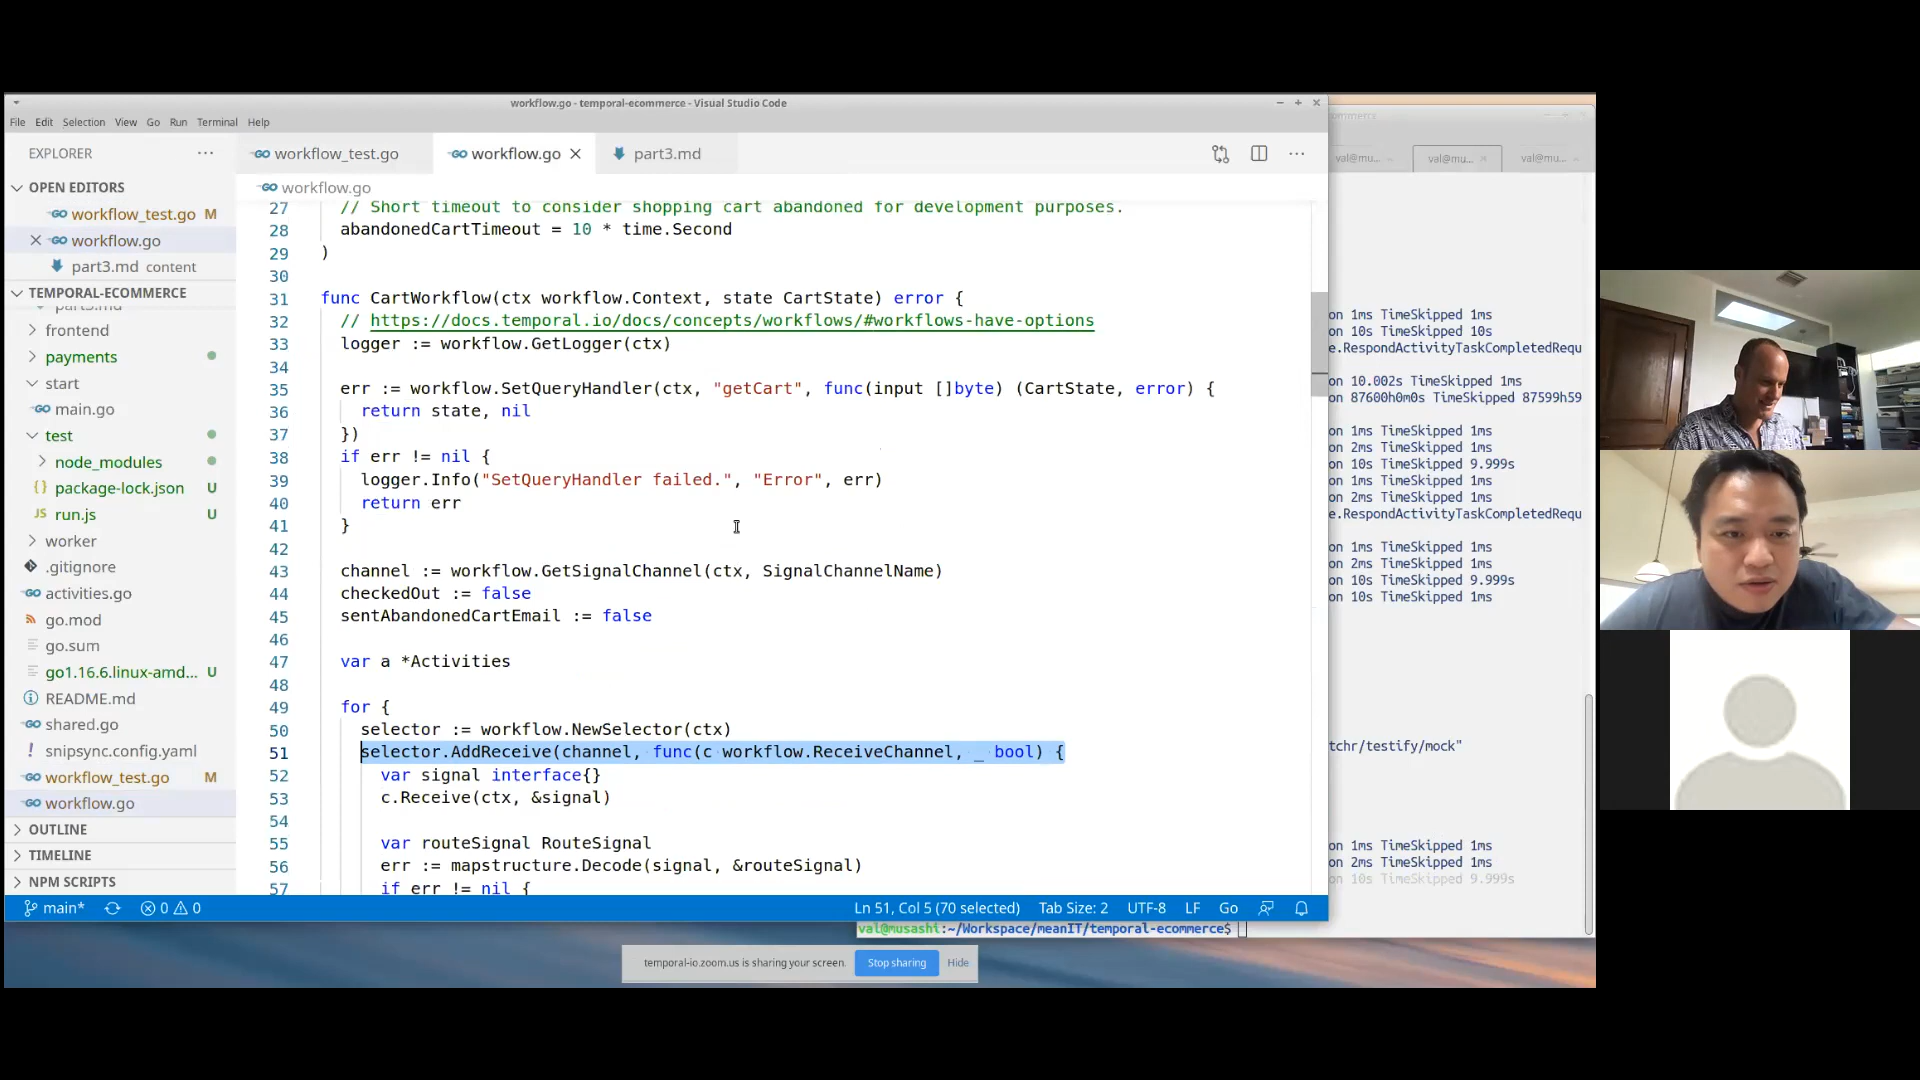 workflow.go - temporal-ecommerce - Visual Studio Code
File Edit Selection View Go Run Terminal Help
EXPLORER
OPEN EDITORS
workflow_test.go M
workflow.go
part3.md content
TEMPORAL-ECOMMERCE
part3.md
frontend
payments
start
main.go
test
node_modules
package-lock.json U
JS run.js U
worker
.gitignore
activities.go
go.mod
go.sum
go1.16.6.linux-amd... U
README.md
shared.go
snipsync.config.yaml
workflow_test.go M
workflow.go
OUTLINE
TIMELINE
NPM SCRIPTS
workflow_test.go workflow.go part3.md
workflow.go
27 // Short timeout to consider shopping cart abandoned for development purposes.
28 abandonedCartTimeout = 10 * time.Second
29 )
30
31 func CartWorkflow(ctx workflow.Context, state CartState) error {
32 // https://docs.temporal.io/docs/concepts/workflows/#workflows-have-options
33 logger := workflow.GetLogger(ctx)
34
35 err := workflow.SetQueryHandler(ctx, "getCart", func(input []byte) (CartState, error) {
36 return state, nil
37 })
38 if err != nil {
39 logger.Info("SetQueryHandler failed.", "Error", err)
40 return err
41 }
42
43 channel := workflow.GetSignalChannel(ctx, SignalChannelName)
44 checkedOut := false
45 sentAbandonedCartEmail := false
46
47 var a *Activities
48
49 for {
50 selector := workflow.NewSelector(ctx)
51 selector.AddReceive(channel, func(c workflow.ReceiveChannel, _ bool) {
52 var signal interface{}
53 c.Receive(ctx, &signal)
54
55 var routeSignal RouteSignal
56 err := mapstructure.Decode(signal, &routeSignal)
57 if err != nil {
main* 0 0 Ln 51, Col 5 (70 selected) Tab Size: 2 UTF-8 LF Go
ommerce
val@mu... val@mu... val@mu...
on 1ms TimeSkipped 1ms
on 10s TimeSkipped 10s
e.RespondActivityTaskCompletedRequ
on 10.002s TimeSkipped 1ms
on 87600h0m0s TimeSkipped 87599h59
on 1ms TimeSkipped 1ms
on 2ms TimeSkipped 1ms
on 10s TimeSkipped 9.999s
on 1ms TimeSkipped 1ms
on 2ms TimeSkipped 1ms
e.RespondActivityTaskCompletedRequ
on 1ms TimeSkipped 1ms
on 2ms TimeSkipped 1ms
on 10s TimeSkipped 9.999s
on 10s TimeSkipped 1ms
tchr/testify/mock"
on 1ms TimeSkipped 1ms
on 2ms TimeSkipped 1ms
on 10s TimeSkipped 9.999s
val@musashi:~/Workspace/meanIT/temporal-ecommerce$
temporal-io.zoom.us is sharing your screen. Stop sharing Hide